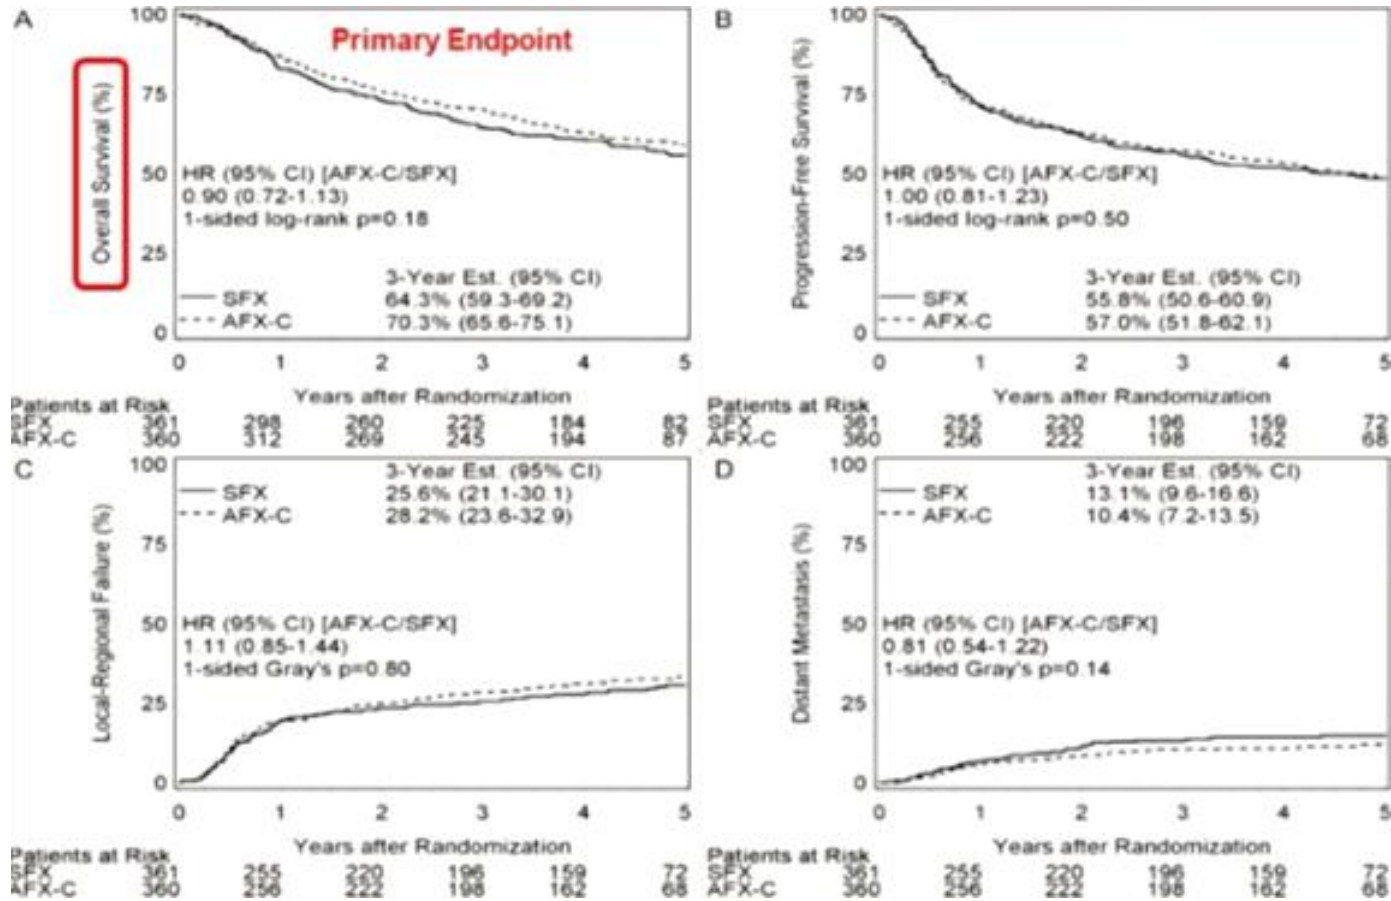 A
Primary Endpoint
Overall Survival (%)
100
75
50
25
0
HR (95% CI) [AFX-C/SFX]
0.90 (0.72-1.13)
1-sided log-rank p=0.18
3-Year Est. (95% CI)
SFX 64.3% (59.3-69.2)
AFX-C 70.3% (65.6-75.1)
0 1 2 3 4 5
Years after Randomization
Patients at Risk
SFX 361 298 260 225 184 82
AFX-C 360 312 269 245 194 87
B
Progression-Free Survival (%)
100
75
50
25
0
HR (95% CI) [AFX-C/SFX]
1.00 (0.81-1.23)
1-sided log-rank p=0.50
3-Year Est. (95% CI)
SFX 55.8% (50.6-60.9)
AFX-C 57.0% (51.8-62.1)
0 1 2 3 4 5
Years after Randomization
Patients at Risk
SFX 361 255 220 196 159 72
AFX-C 360 256 222 198 162 68
C
Local-Regional Failure (%)
100
75
50
25
0
3-Year Est. (95% CI)
SFX 25.6% (21.1-30.1)
AFX-C 28.2% (23.6-32.9)
HR (95% CI) [AFX-C/SFX]
1.11 (0.85-1.44)
1-sided Gray's p=0.80
0 1 2 3 4 5
Years after Randomization
Patients at Risk
SFX 361 255 220 196 159 72
AFX-C 360 256 222 198 162 68
D
Distant Metastasis (%)
100
75
50
25
0
3-Year Est. (95% CI)
SFX 13.1% (9.6-16.6)
AFX-C 10.4% (7.2-13.5)
HR (95% CI) [AFX-C/SFX]
0.81 (0.54-1.22)
1-sided Gray's p=0.14
0 1 2 3 4 5
Years after Randomization
Patients at Risk
SFX 361 255 220 196 159 72
AFX-C 360 256 222 198 162 68